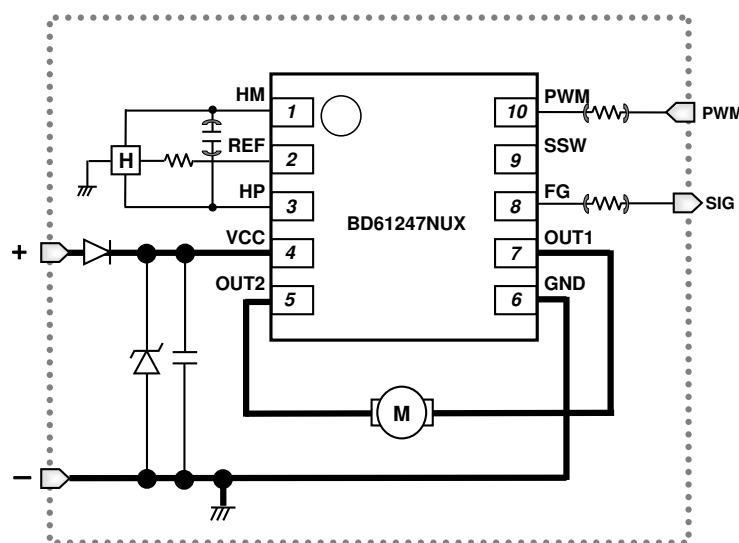 HM
1
REF
2
HP
3
VCC
4
OUT2
5
H
+
−
BD61247NUX
PWM
10
SSW
9
FG
8
OUT1
7
GND
6
PWM
SIG
M